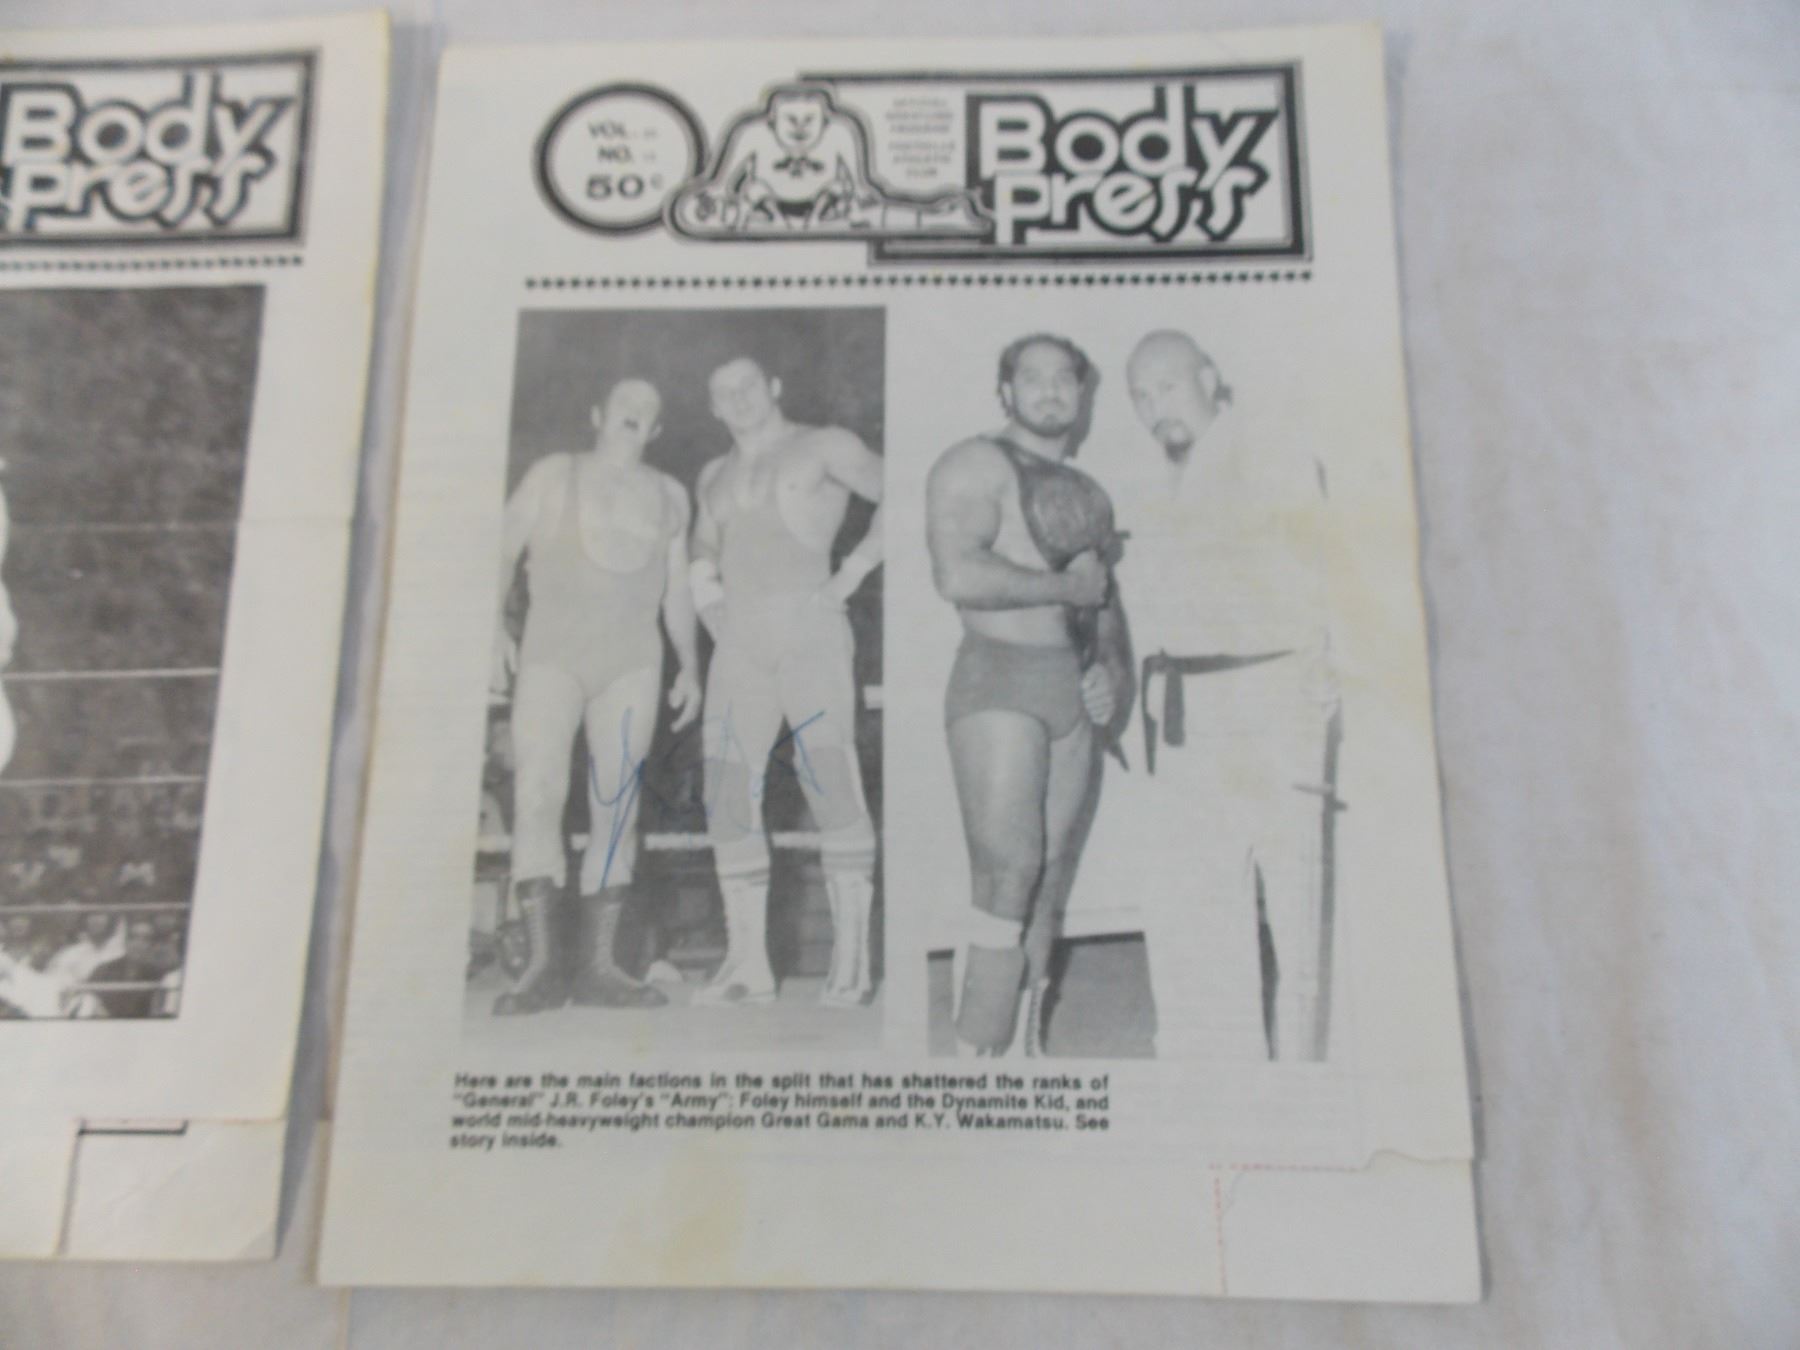 Body
press
VOL.
NO.
50¢
Body
press
Here are the main factions in the split that has shattered the ranks of
"General" J.R. Foley's "Army": Foley himself and the Dynamite Kid, and
world mid-heavyweight champion Great Gama and K.Y. Wakamatsu. See
story inside.